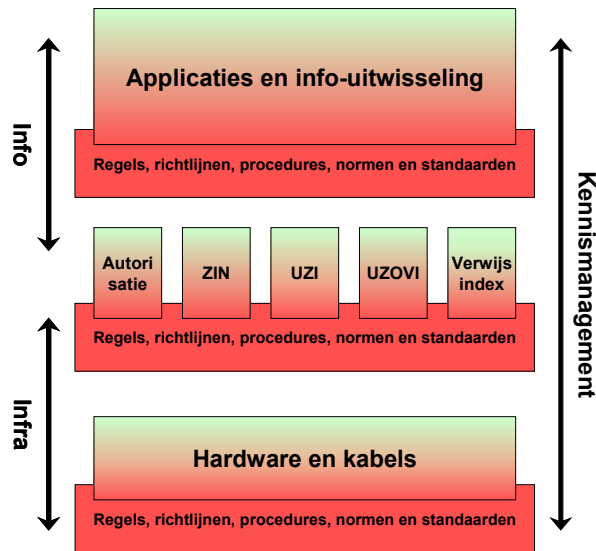 Applicaties en info-uitwisseling
Regels, richtlijnen, procedures, normen en standaarden
Info
Kennismanagement
Autori
satie
ZIN
UZI
UZOVI
Verwijs
index
Regels, richtlijnen, procedures, normen en standaarden
Infra
Hardware en kabels
Regels, richtlijnen, procedures, normen en standaarden